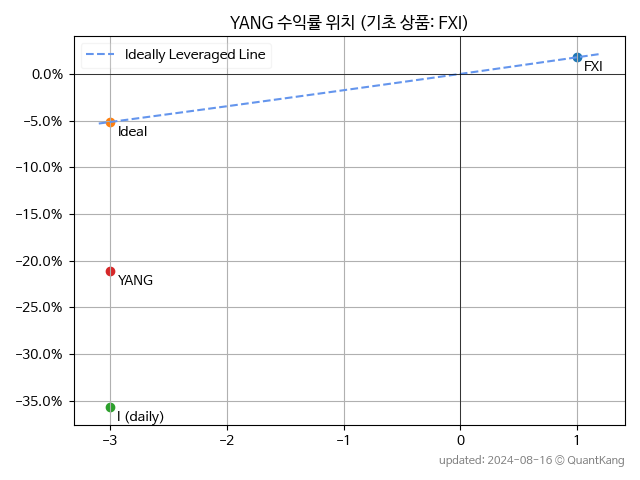 YANG 수익률 위치 (기초 상품: FXI)
Ideally Leveraged Line
0.0%
−5.0%
−10.0%
−15.0%
−20.0%
−25.0%
−30.0%
−35.0%
FXI
Ideal
YANG
I (daily)
−3
−2
−1
0
1
updated: 2024-08-16 © QuantKang